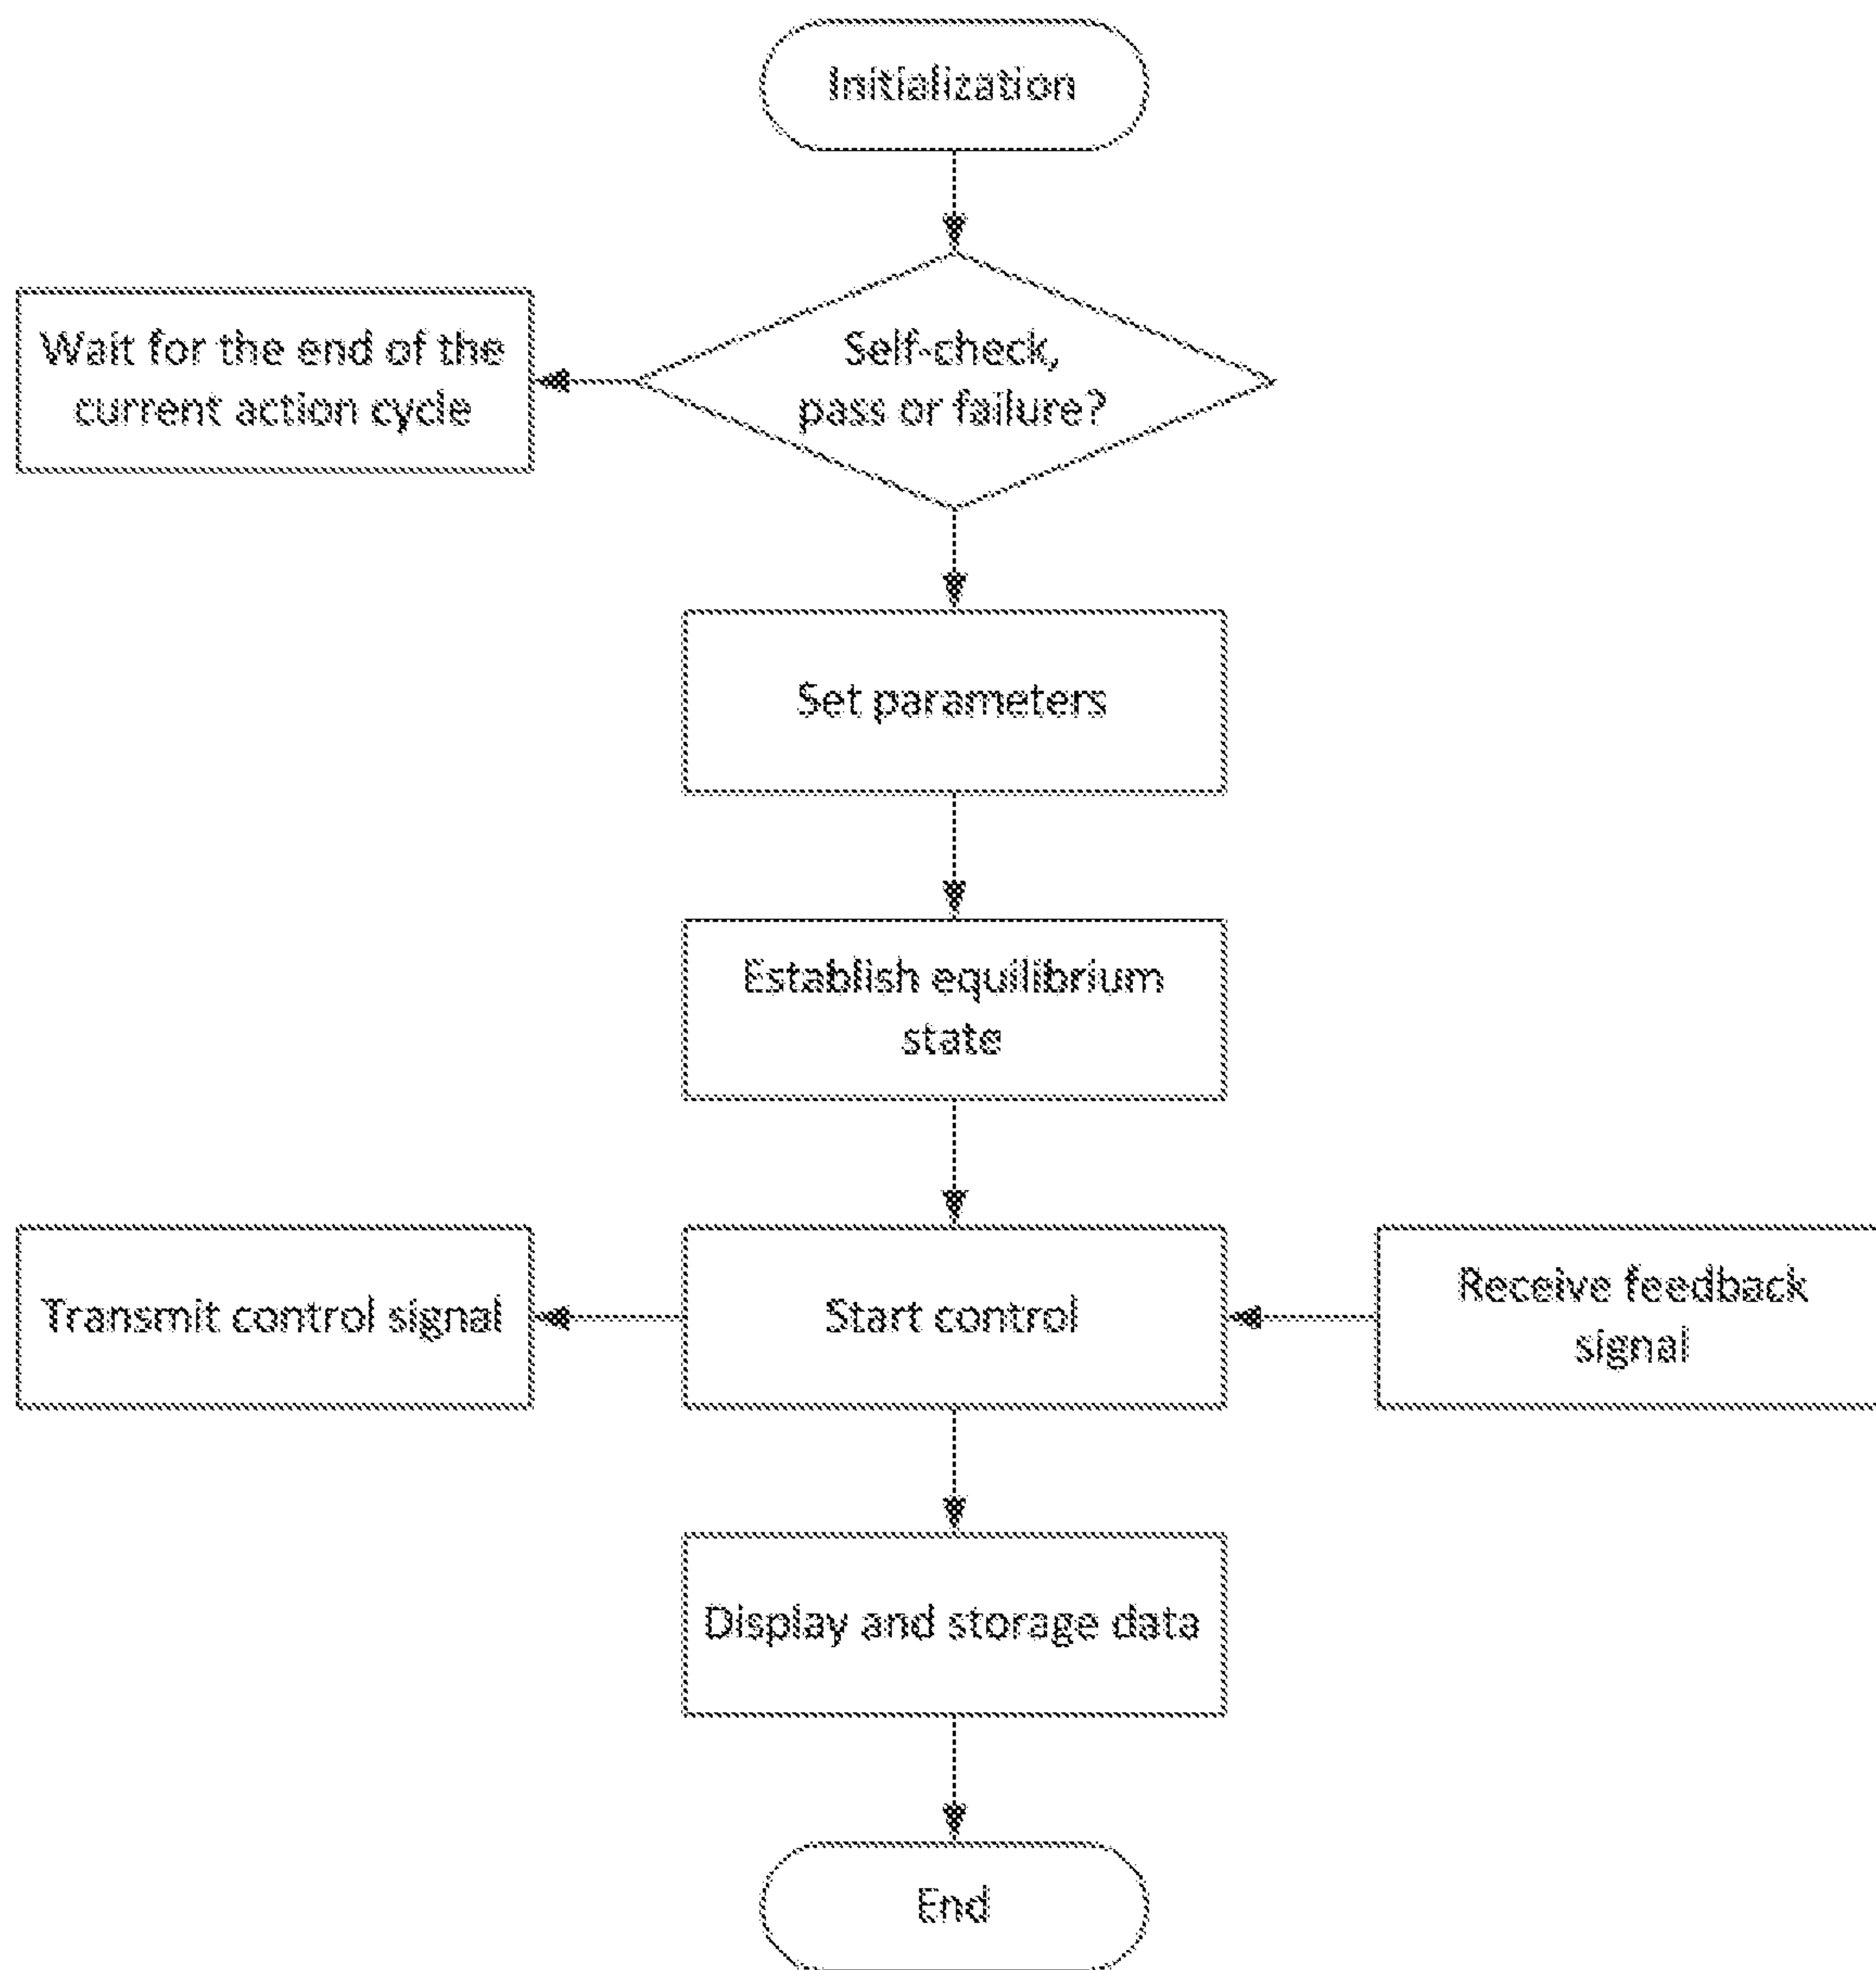 Initialization
Wait for the end of the
current action cycle
Self-check,
pass or failure?
Set parameters
Establish equilibrium
state
Transmit control signal
Start control
Receive feedback
signal
Display and storage data
End